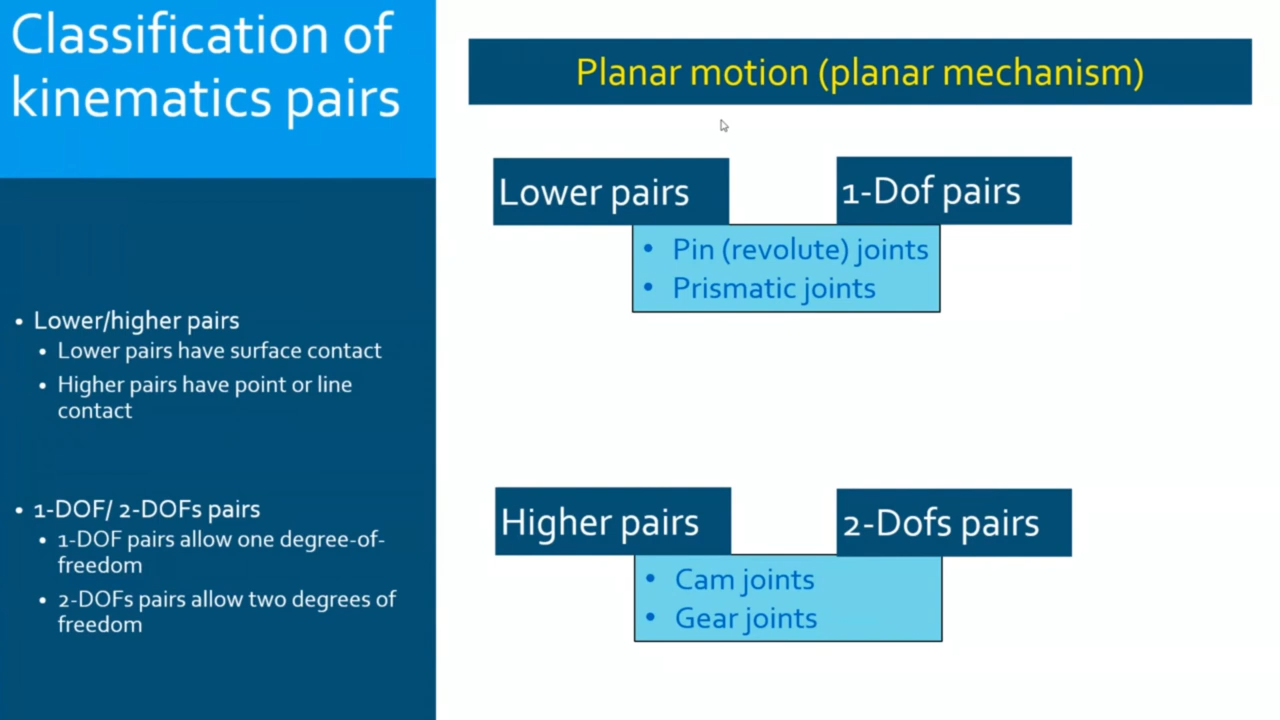 Classification of
kinematics pairs
• Lower/higher pairs
• Lower pairs have surface contact
• Higher pairs have point or line
contact
• 1-DOF/ 2-DOFs pairs
• 1-DOF pairs allow one degree-of-
freedom
• 2-DOFs pairs allow two degrees of
freedom
Planar motion (planar mechanism)
Lower pairs
1-Dof pairs
• Pin (revolute) joints
• Prismatic joints
Higher pairs
2-Dofs pairs
• Cam joints
• Gear joints